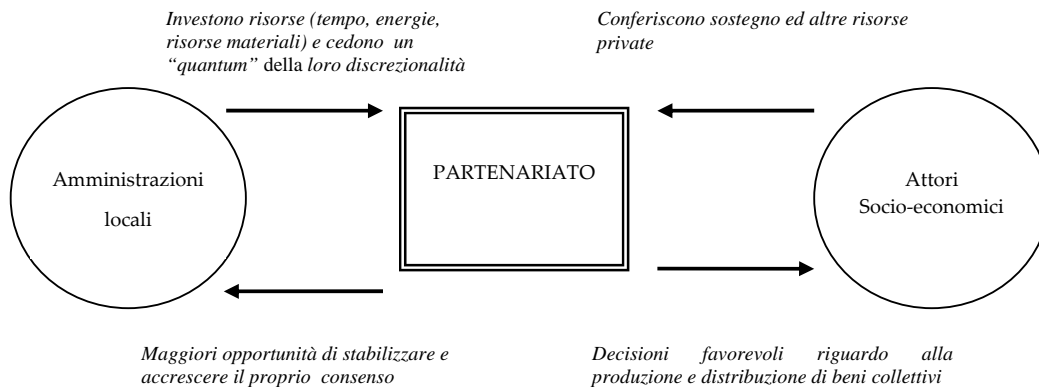 Investono risorse (tempo, energie,
risorse materiali) e cedono un
“quantum” della loro discrezionalità
Conferiscono sostegno ed altre risorse
private
Amministrazioni
locali
PARTENARIATO
Attori
Socio-economici
Maggiori opportunità di stabilizzare e
accrescere il proprio consenso
Decisioni favorevoli riguardo alla
produzione e distribuzione di beni collettivi